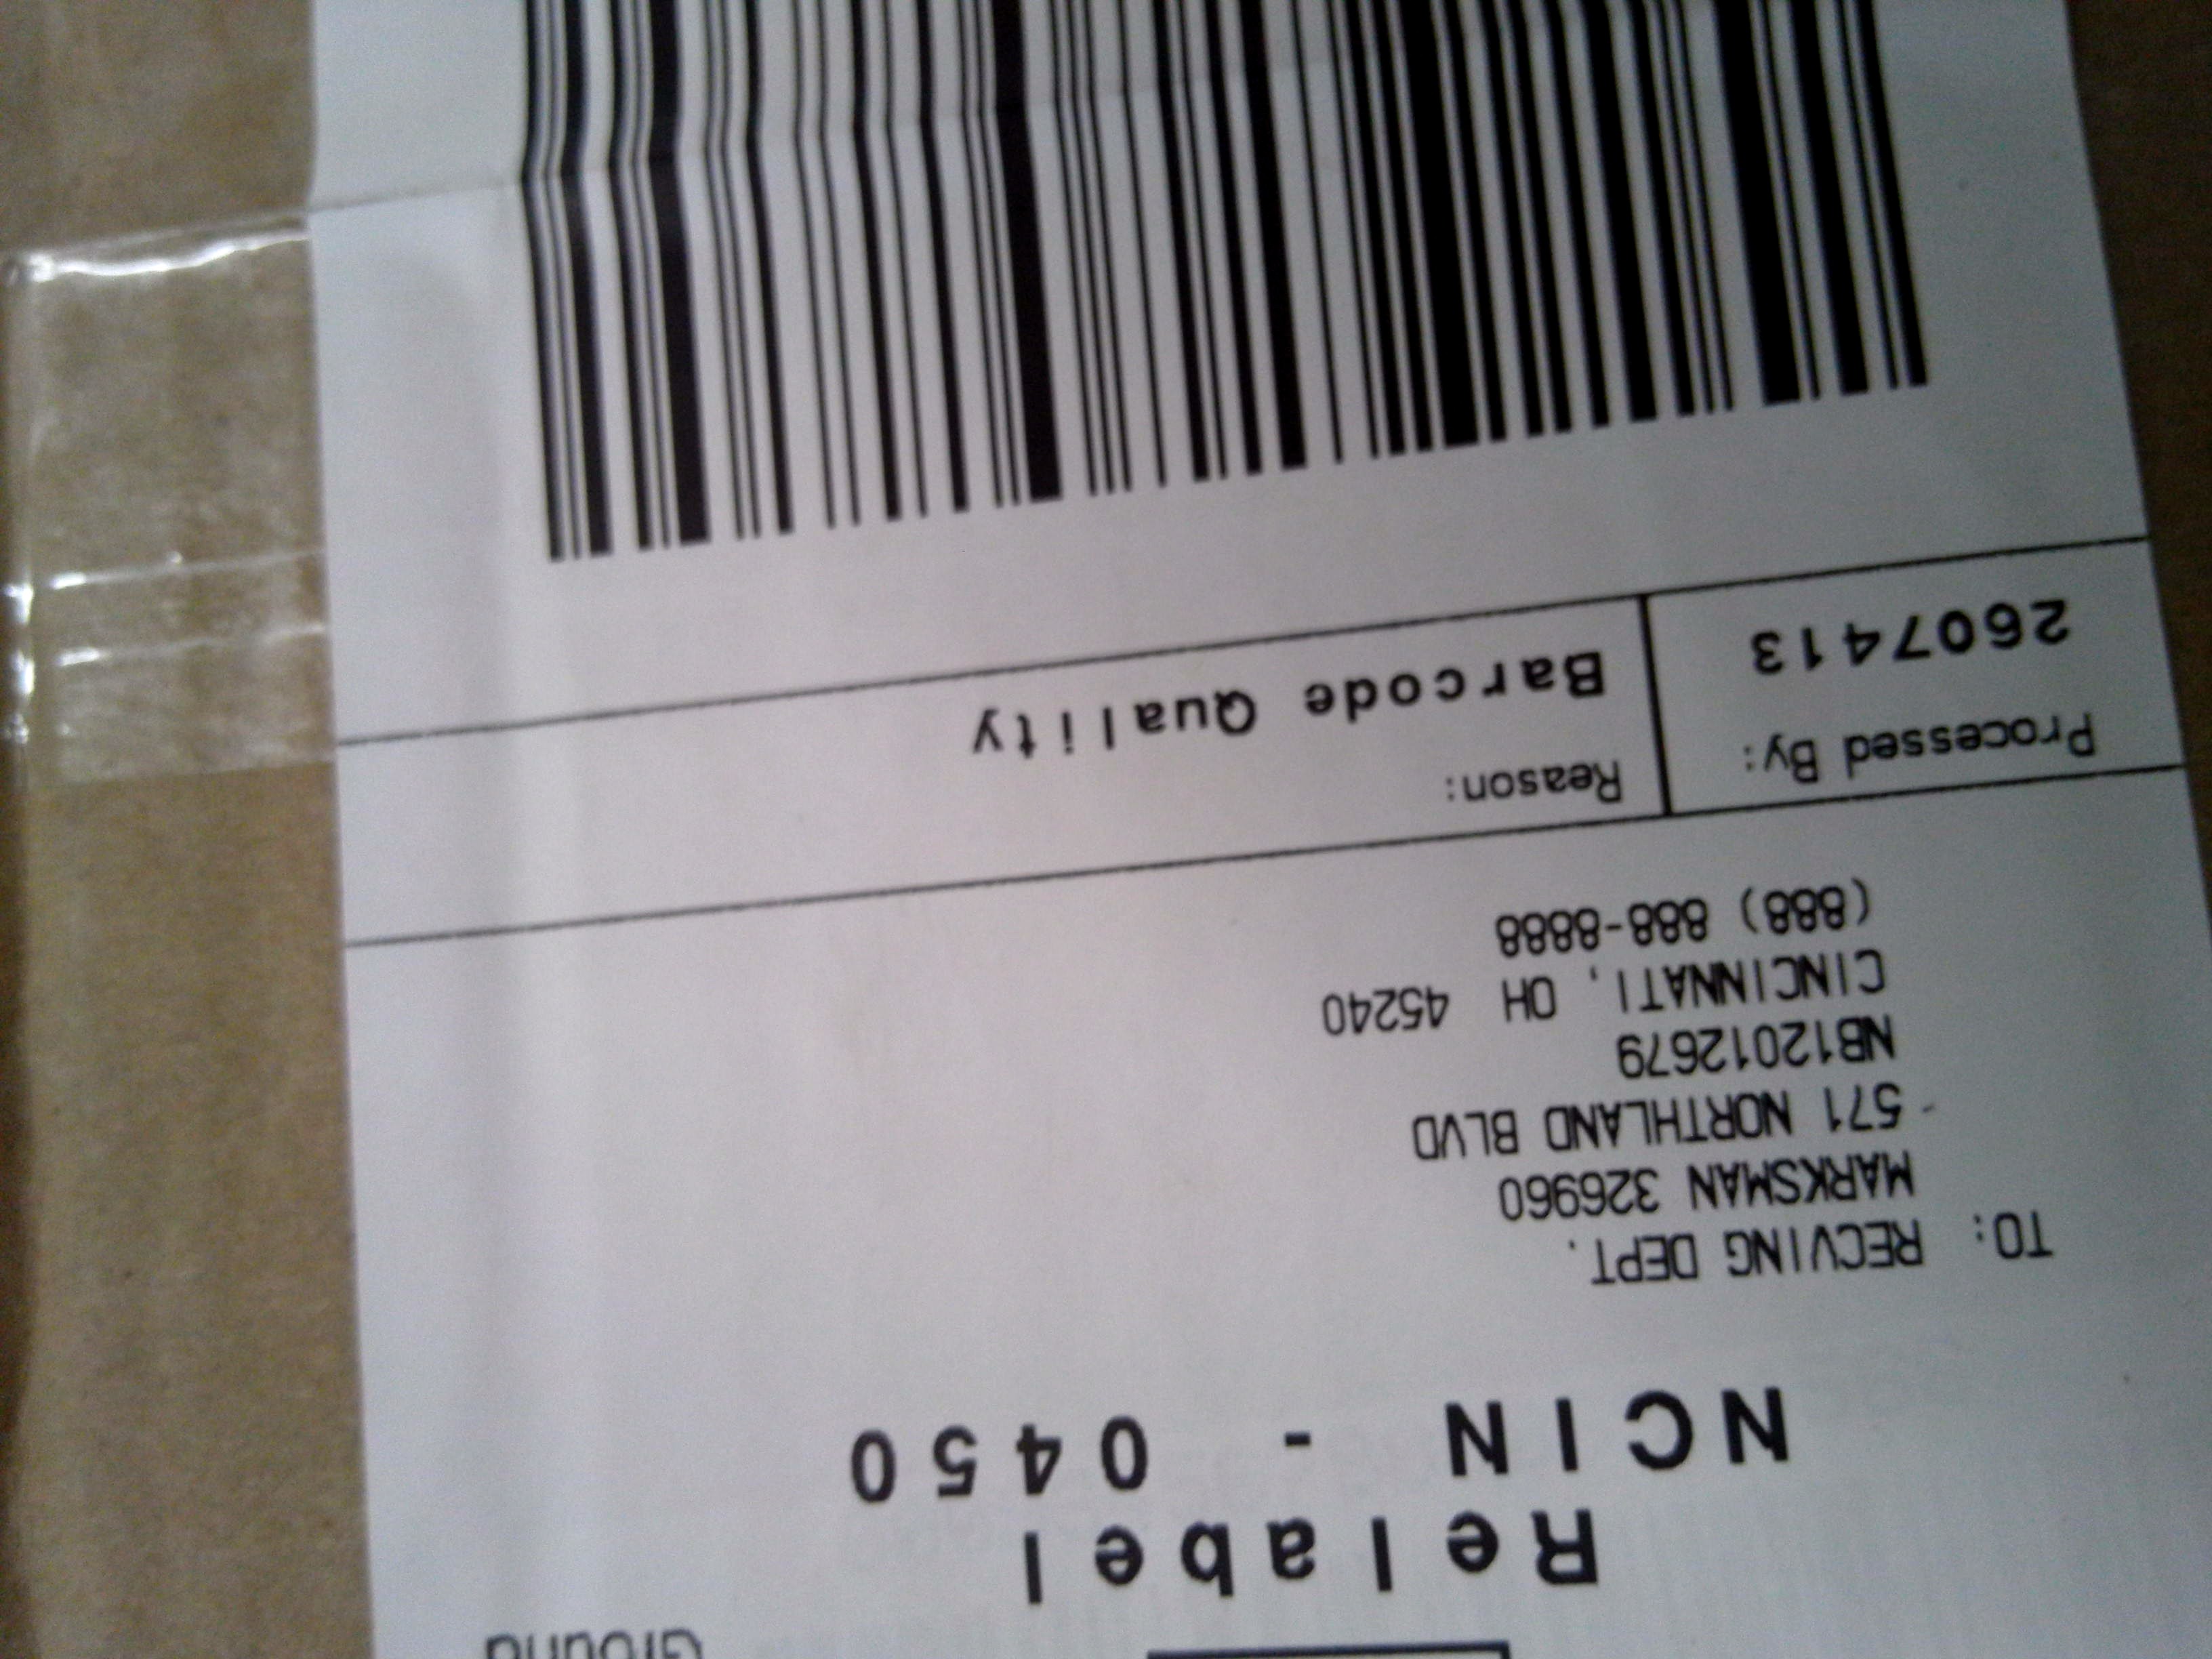 Ground
Relabel
NCIN - 0450
TO: RECVING DEPT.
MARKSMAN 326960
571 NORTHLAND BLVD
NB12012679
CINCINNATI, OH 45240
(888) 888-8888
Processed By: Reason:
2607413 Barcode Quality